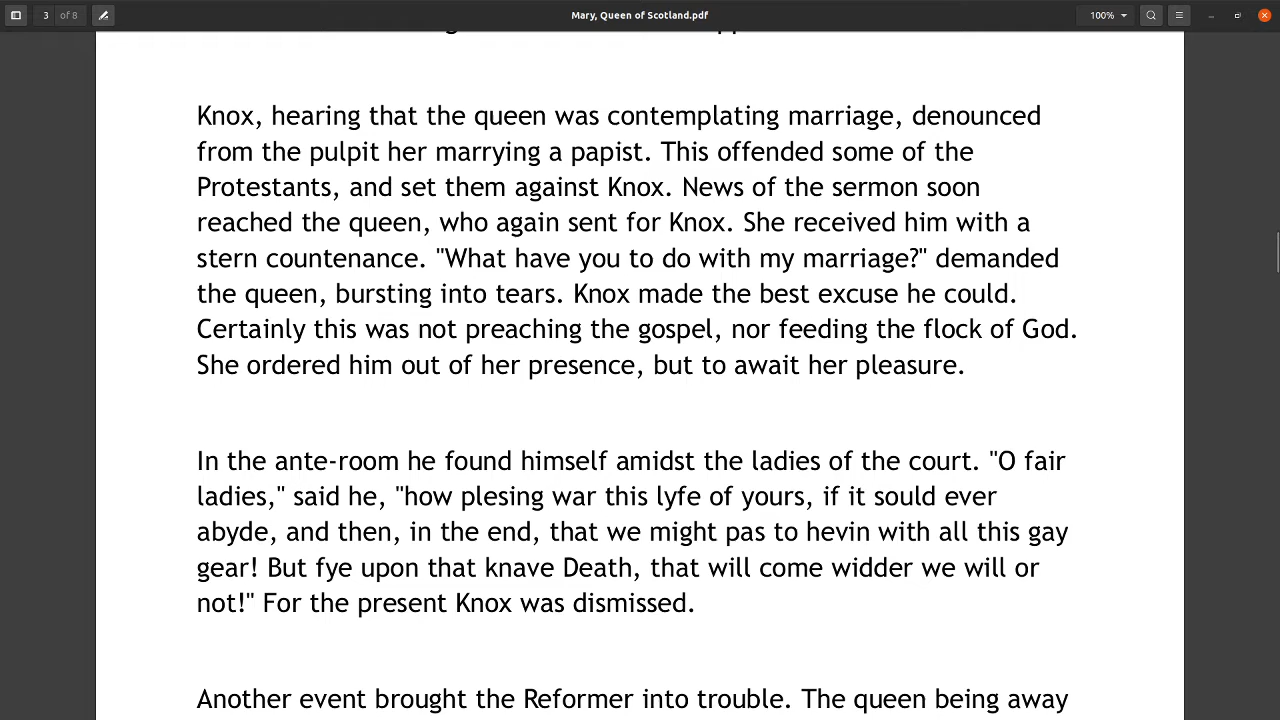 3 of 8
Mary, Queen of Scotland.pdf
100%
Knox, hearing that the queen was contemplating marriage, denounced
from the pulpit her marrying a papist. This offended some of the
Protestants, and set them against Knox. News of the sermon soon
reached the queen, who again sent for Knox. She received him with a
stern countenance. "What have you to do with my marriage?" demanded
the queen, bursting into tears. Knox made the best excuse he could.
Certainly this was not preaching the gospel, nor feeding the flock of God.
She ordered him out of her presence, but to await her pleasure.
In the ante-room he found himself amidst the ladies of the court. "O fair
ladies," said he, "how plesing war this lyfe of yours, if it sould ever
abyde, and then, in the end, that we might pas to hevin with all this gay
gear! But fye upon that knave Death, that will come widder we will or
not!" For the present Knox was dismissed.
Another event brought the Reformer into trouble. The queen being away